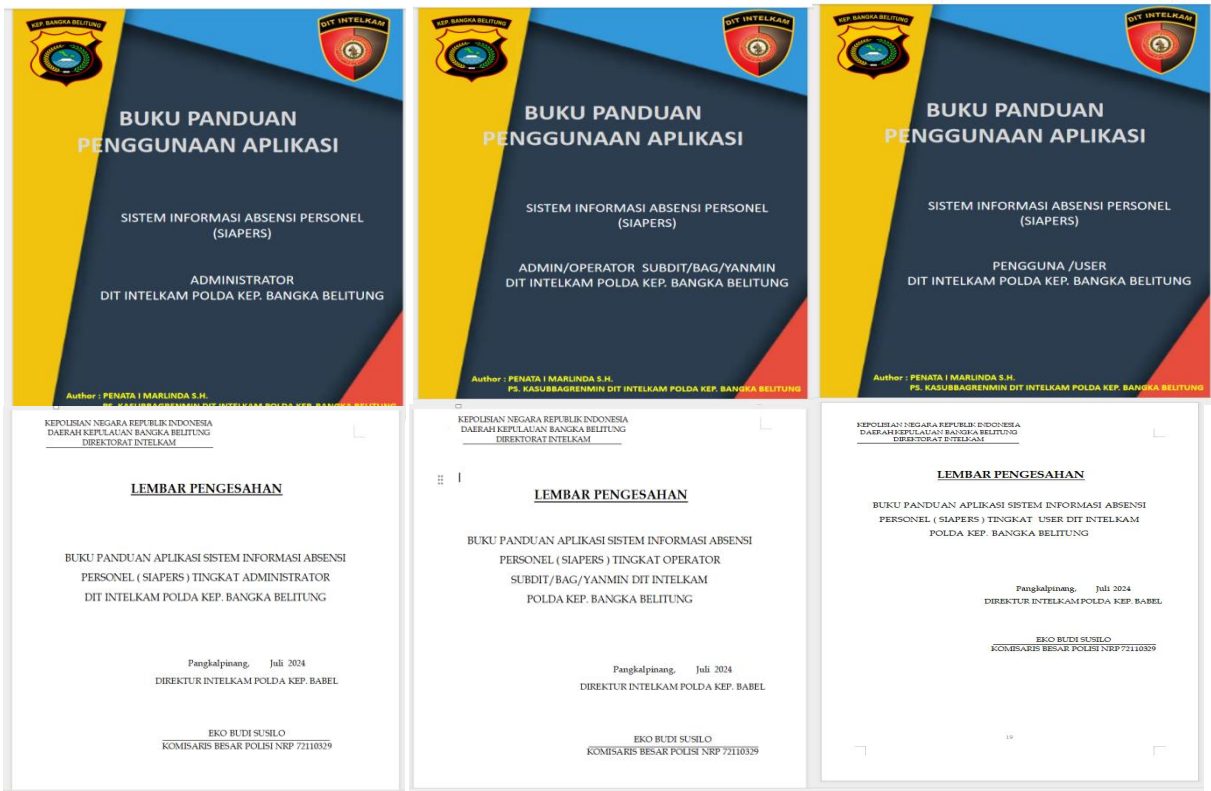 KEP. BANGKA BELITUNG
DIT INTELKAM
BUKU PANDUAN
PENGGUNAAN APLIKASI
SISTEM INFORMASI ABSENSI PERSONEL
(SIAPERS)
ADMINISTRATOR
DIT INTELKAM POLDA KEP. BANGKA BELITUNG
Author : PENATA I MARLINDA S.H.
PS. KASUBBAGRENMIN DIT INTELKAM POLDA KEP. BANGKA BELITUNG
KEP. BANGKA BELITUNG
DIT INTELKAM
BUKU PANDUAN
PENGGUNAAN APLIKASI
SISTEM INFORMASI ABSENSI PERSONEL
(SIAPERS)
ADMIN/OPERATOR SUBDIT/BAG/YANMIN
DIT INTELKAM POLDA KEP. BANGKA BELITUNG
Author : PENATA I MARLINDA S.H.
PS. KASUBBAGRENMIN DIT INTELKAM POLDA KEP. BANGKA BELITUNG
KEP. BANGKA BELITUNG
DIT INTELKAM
BUKU PANDUAN
PENGGUNAAN APLIKASI
SISTEM INFORMASI ABSENSI PERSONEL
(SIAPERS)
PENGGUNA /USER
DIT INTELKAM POLDA KEP. BANGKA BELITUNG
Author : PENATA I MARLINDA S.H.
PS. KASUBBAGRENMIN DIT INTELKAM POLDA KEP. BANGKA BELITUNG
KEPOLISIAN NEGARA REPUBLIK INDONESIA
DAERAH KEPULAUAN BANGKA BELITUNG
DIREKTORAT INTELKAM
LEMBAR PENGESAHAN
BUKU PANDUAN APLIKASI SISTEM INFORMASI ABSENSI
PERSONEL ( SIAPERS ) TINGKAT ADMINISTRATOR
DIT INTELKAM POLDA KEP. BANGKA BELITUNG
Pangkalpinang, Juli 2024
DIREKTUR INTELKAM POLDA KEP. BABEL
EKO BUDI SUSILO
KOMISARIS BESAR POLISI NRP 72110329
KEPOLISIAN NEGARA REPUBLIK INDONESIA
DAERAH KEPULAUAN BANGKA BELITUNG
DIREKTORAT INTELKAM
LEMBAR PENGESAHAN
BUKU PANDUAN APLIKASI SISTEM INFORMASI ABSENSI
PERSONEL ( SIAPERS ) TINGKAT OPERATOR
SUBDIT/BAG/YANMIN DIT INTELKAM
POLDA KEP. BANGKA BELITUNG
Pangkalpinang, Juli 2024
DIREKTUR INTELKAM POLDA KEP. BABEL
EKO BUDI SUSILO
KOMISARIS BESAR POLISI NRP 72110329
KEPOLISIAN NEGARA REPUBLIK INDONESIA
DAERAH KEPULAUAN BANGKA BELITUNG
DIREKTORAT INTELKAM
LEMBAR PENGESAHAN
BUKU PANDUAN APLIKASI SISTEM INFORMASI ABSENSI
PERSONEL ( SIAPERS ) TINGKAT USER DIT INTELKAM
POLDA KEP. BANGKA BELITUNG
Pangkalpinang, Juli 2024
DIREKTUR INTELKAM POLDA KEP. BABEL
EKO BUDI SUSILO
KOMISARIS BESAR POLISI NRP 72110329